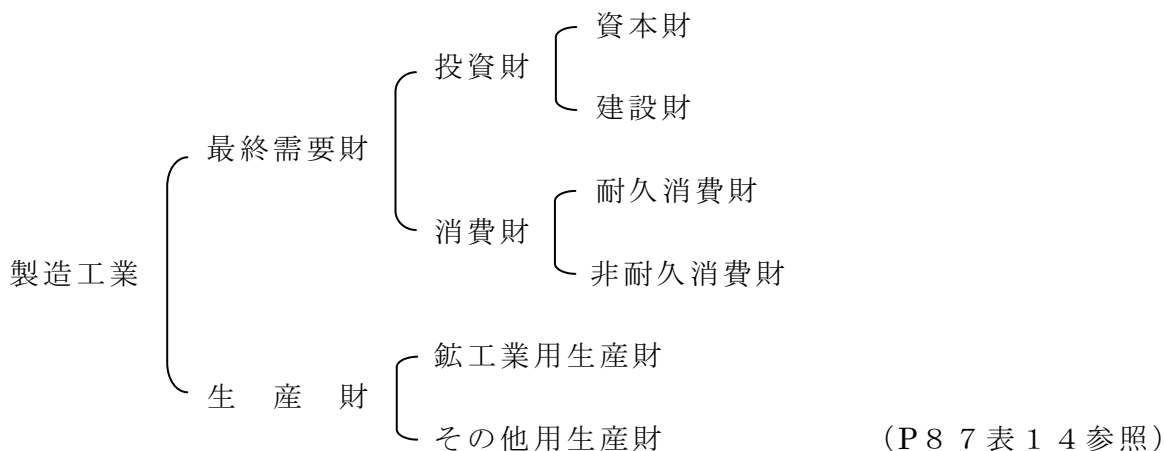 資本財
投資財
建設財
最終需要財
耐久消費財
消費財
製造工業
非耐久消費財
鉱工業用生産財
生　産　財
その他用生産財　（P８７表１４参照）